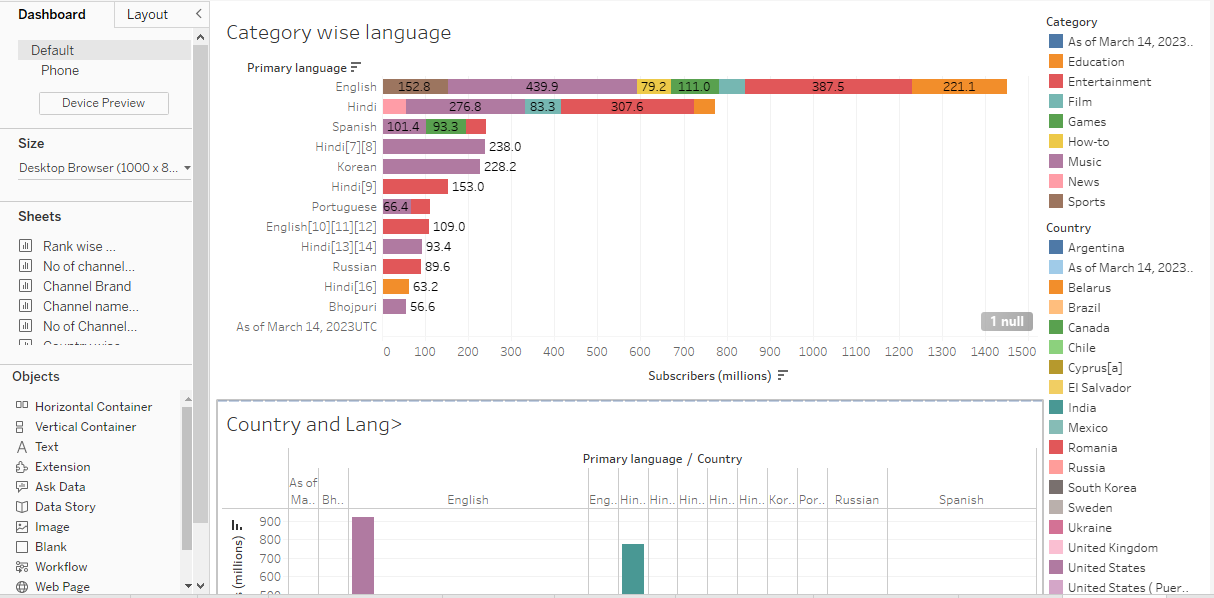 Dashboard
Layout
Default
Phone
Device Preview
Size
Desktop Browser (1000 x 8...
Sheets
Rank wise ...
No of channel...
Channel Brand
Channel name...
No of Channel...
Objects
Horizontal Container
Vertical Container
Text
Extension
Ask Data
Data Story
Image
Blank
Workflow
Web Page
Category wise language
Primary language
English 152.8 439.9 79.2 111.0 387.5 221.1
Hindi 276.8 83.3 307.6
Spanish 101.4 93.3
Hindi[7][8] 238.0
Korean 228.2
Hindi[9] 153.0
Portuguese 66.4
English[10][11][12] 109.0
Hindi[13][14] 93.4
Russian 89.6
Hindi[16] 63.2
Bhojpuri 56.6
As of March 14, 2023UTC
1 null
0 100 200 300 400 500 600 700 800 900 1000 1100 1200 1300 1400 1500
Subscribers (millions)
Country and Lang>
Primary language / Country
As of
Ma.. Bh.. English Eng.. Hin.. Hin.. Hin.. Hin.. Hin.. Kor.. Por.. Russian Spanish
900
800
700
600
(millions)
Category
As of March 14, 2023..
Education
Entertainment
Film
Games
How-to
Music
News
Sports
Country
Argentina
As of March 14, 2023..
Belarus
Brazil
Canada
Chile
Cyprus[a]
El Salvador
India
Mexico
Romania
Russia
South Korea
Sweden
Ukraine
United Kingdom
United States
United States ( Puer..